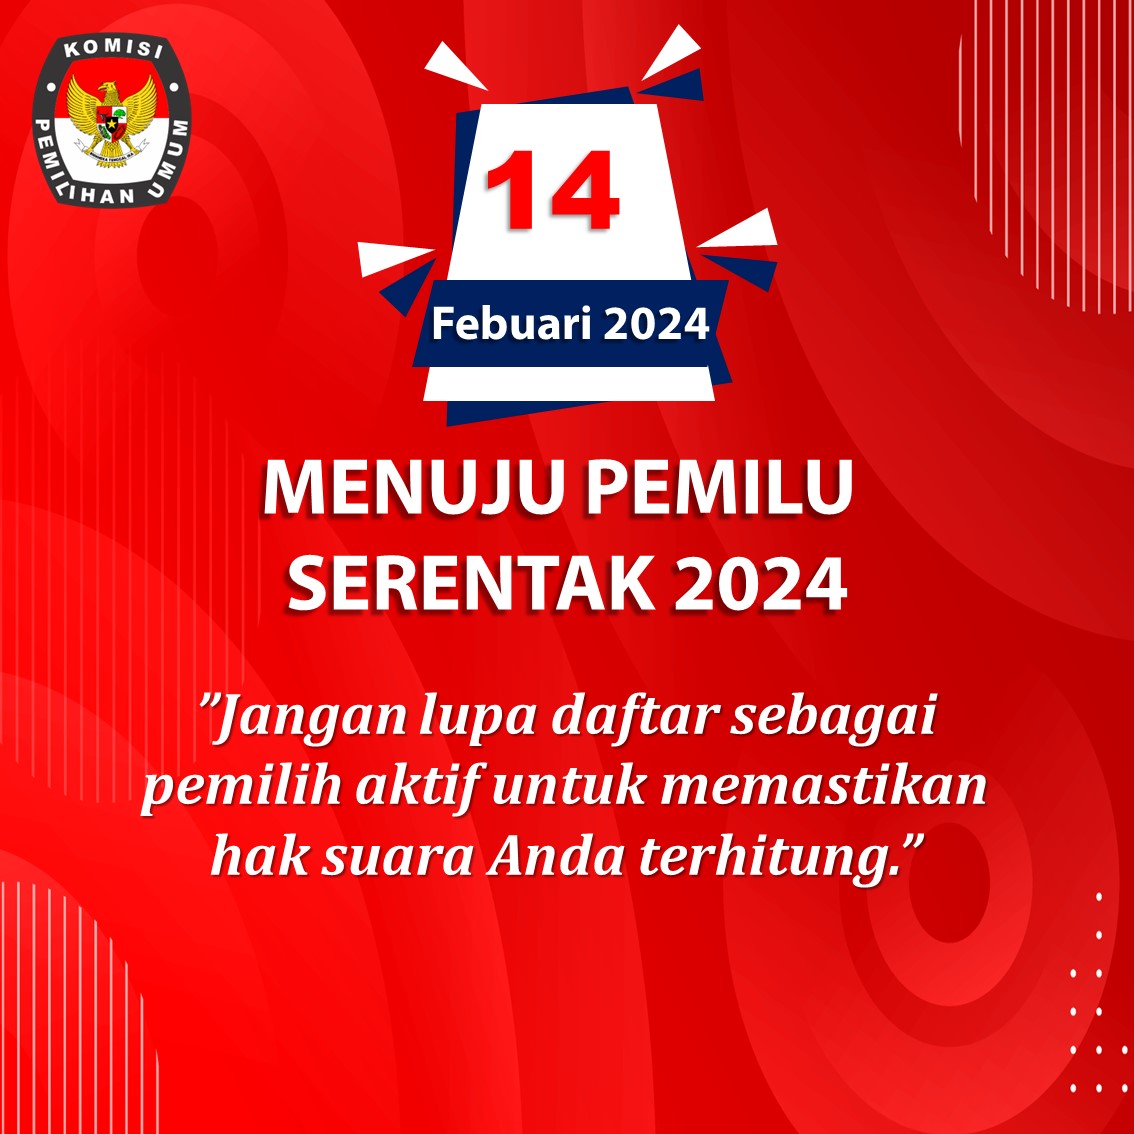 KOMISI
PEMILIHAN UMUM
14
Febuari 2024
MENUJU PEMILU
SERENTAK 2024
”Jangan lupa daftar sebagai
pemilih aktif untuk memastikan
hak suara Anda terhitung.”